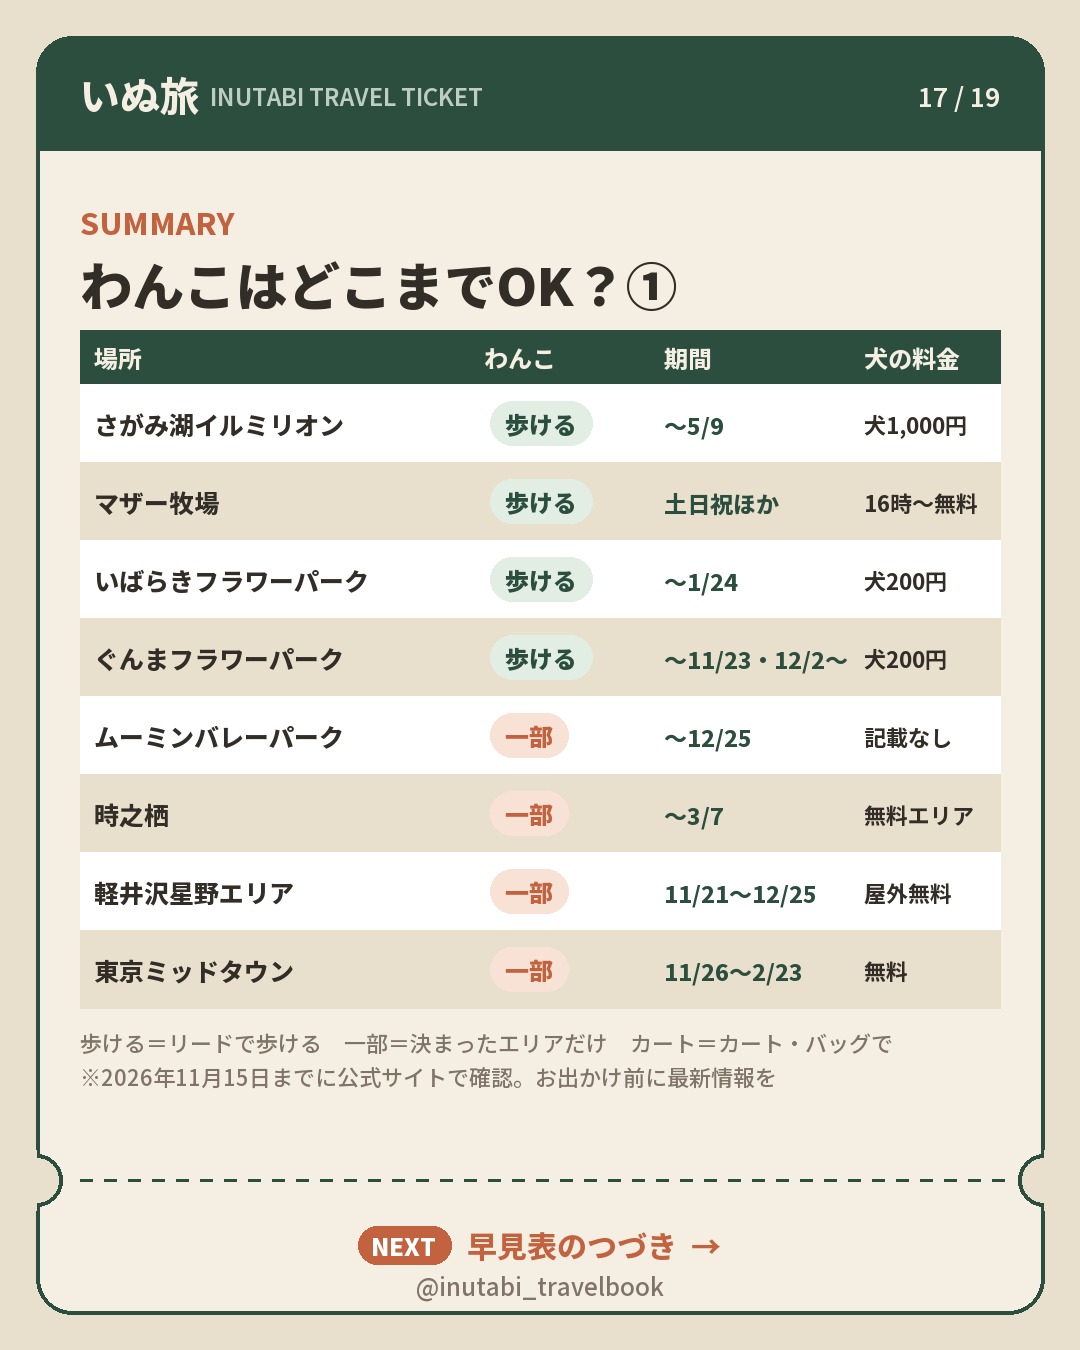 いぬ旅 INUTABI TRAVEL TICKET 17 / 19
SUMMARY
わんこはどこまでOK？①
場所 わんこ 期間 犬の料金
さがみ湖イルミリオン 歩ける 〜5/9 犬1,000円
マザー牧場 歩ける 土日祝ほか 16時〜無料
いばらきフラワーパーク 歩ける 〜1/24 犬200円
ぐんまフラワーパーク 歩ける 〜11/23・12/2〜 犬200円
ムーミンバレーパーク 一部 〜12/25 記載なし
時之栖 一部 〜3/7 無料エリア
軽井沢星野エリア 一部 11/21〜12/25 屋外無料
東京ミッドタウン 一部 11/26〜2/23 無料
歩ける＝リードで歩ける　一部＝決まったエリアだけ　カート＝カート・バッグで
※2026年11月15日までに公式サイトで確認。お出かけ前に最新情報を
NEXT 早見表のつづき →
@inutabi_travelbook